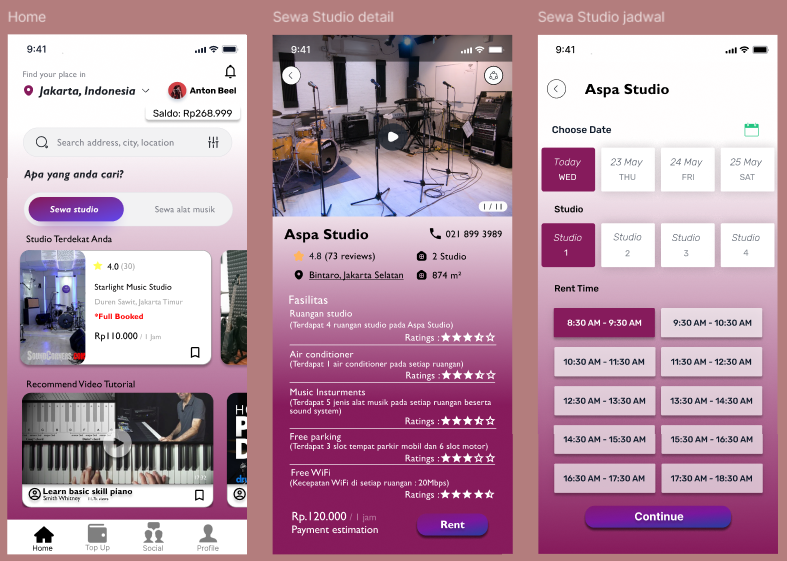 Home
9:41
Find your place in
Jakarta, Indonesia
Anton Beel
Saldo: Rp268.999
Search address, city, location
Apa yang anda cari?
Sewa studio
Sewa alat musik
Studio Terdekat Anda
4.0 (30)
Starlight Music Studio
Duren Sawit, Jakarta Timur
*Full Booked
Rp110.000 / 1 Jam
Recommend Video Tutorial
Learn basic skill piano
Smith Whitney
Home
Top Up
Social
Profile
Sewa Studio detail
9:41
1 / 11
Aspa Studio
021 899 3989
4.8 (73 reviews)
2 Studio
Bintaro, Jakarta Selatan
874 m²
Fasilitas
Ruangan studio
(Terdapat 4 ruangan studio pada Aspa Studio)
Ratings :
Air conditioner
(Terdapat 1 air conditioner pada setiap ruangan)
Ratings :
Music Insturments
(Terdapat 5 jenis alat musik pada setiap ruangan beserta
sound system)
Ratings :
Free parking
(Terdapat 3 slot tempat parkir mobil dan 6 slot motor)
Ratings :
Free WiFi
(Kecepatan WiFi di setiap ruangan : 20Mbps)
Ratings :
Rp.120.000 / 1 jam
Payment estimation
Rent
Sewa Studio jadwal
9:41
Aspa Studio
Choose Date
Today
WED
23 May
THU
24 May
FRI
25 May
SAT
Studio
Studio
1
Studio
2
Studio
3
Studio
4
Rent Time
8:30 AM - 9:30 AM
9:30 AM - 10:30 AM
10:30 AM - 11:30 AM
11:30 AM - 12:30 AM
12:30 AM - 13:30 AM
13:30 AM - 14:30 AM
14:30 AM - 15:30 AM
15:30 AM - 16:30 AM
16:30 AM - 17:30 AM
17:30 AM - 18:30 AM
Continue